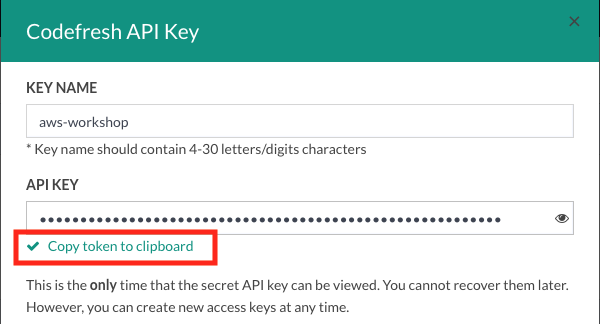 Codefresh API Key
KEY NAME
aws-workshop
* Key name should contain 4-30 letters/digits characters
API KEY
Copy token to clipboard
This is the only time that the secret API key can be viewed. You cannot recover them later.
However, you can create new access keys at any time.